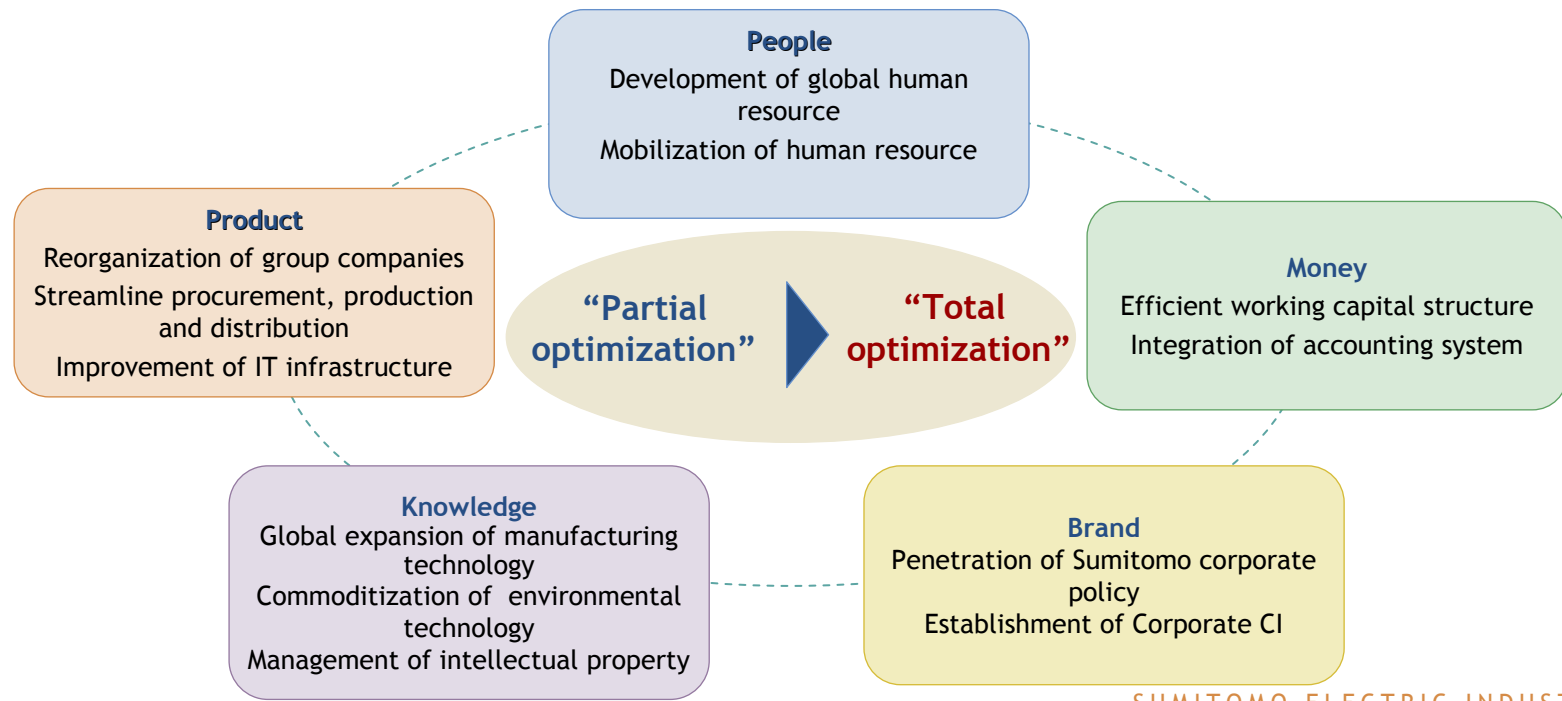 People
Development of global human
resource
Mobilization of human resource
Product
Reorganization of group companies
Streamline procurement, production
and distribution
Improvement of IT infrastructure
“Partial
optimization”
“Total
optimization”
Money
Efficient working capital structure
Integration of accounting system
Knowledge
Global expansion of manufacturing
technology
Commoditization of environmental
technology
Management of intellectual property
Brand
Penetration of Sumitomo corporate
policy
Establishment of Corporate CI
SUMITOMO ELECTRIC